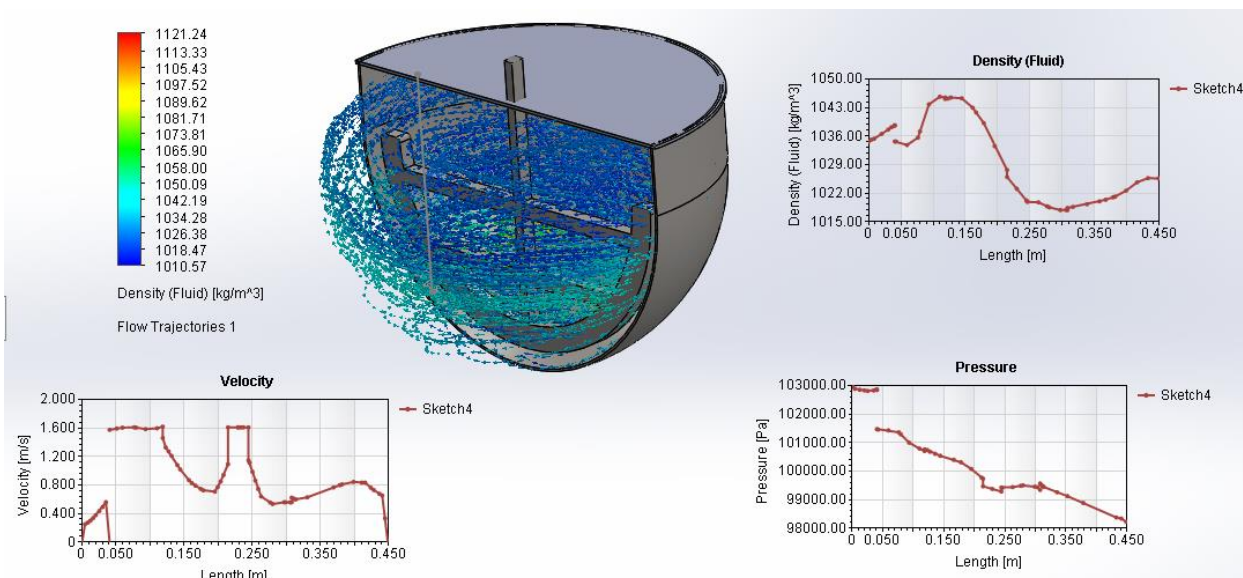 1121.24
1113.33
1105.43
1097.52
1089.62
1081.71
1073.81
1065.90
1058.00
1050.09
1042.19
1034.28
1026.38
1018.47
1010.57
Density (Fluid) [kg/m^3]
Flow Trajectories 1
Density (Fluid)
Density (Fluid) [kg/m^3]
1050.00
1043.00
1036.00
1029.00
1022.00
1015.00
0 0.050 0.150 0.250 0.350 0.450
Length [m]
Sketch4
Velocity
Velocity [m/s]
2.000
1.600
1.200
0.800
0.400
0
0 0.050 0.150 0.250 0.350 0.450
Length [m]
Sketch4
Pressure
Pressure [Pa]
103000.00
102000.00
101000.00
100000.00
99000.00
98000.00
0 0.050 0.150 0.250 0.350 0.450
Length [m]
Sketch4